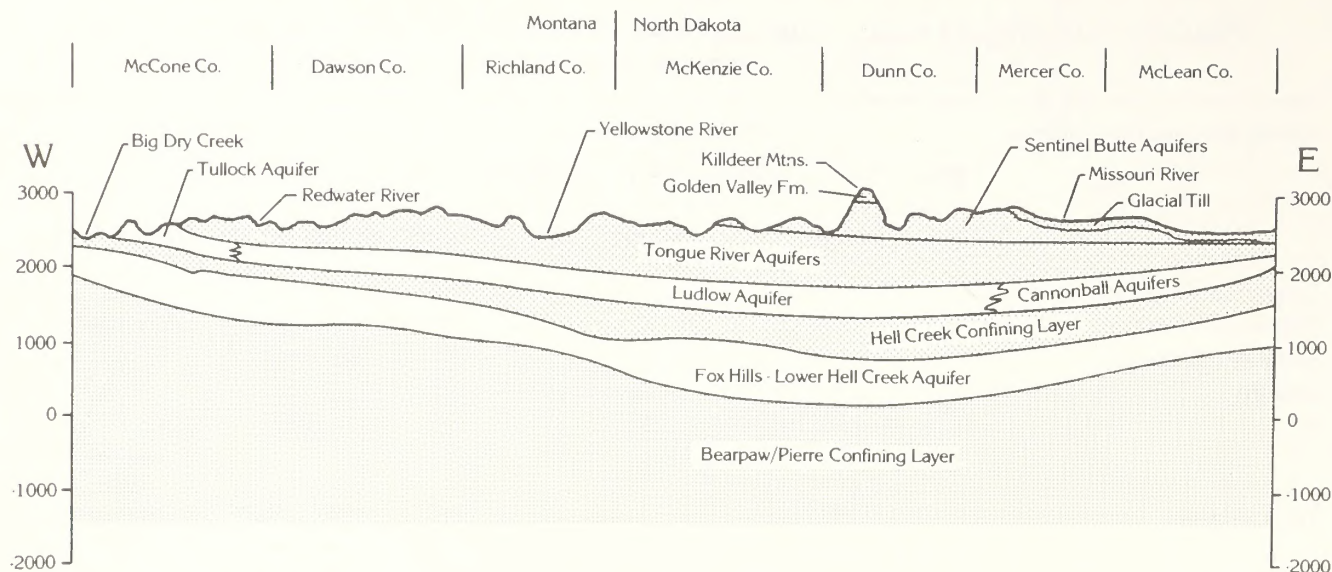 Montana North Dakota
McCone Co. Dawson Co. Richland Co. McKenzie Co. Dunn Co. Mercer Co. McLean Co.
W
E
Big Dry Creek
Tullock Aquifer
Redwater River
Yellowstone River
Killdeer Mtns.
Golden Valley Fm.
Sentinel Butte Aquifers
Missouri River
Glacial Till
3000
2000
1000
0
-1000
-2000
Tongue River Aquifers
Ludlow Aquifer
Cannonball Aquifers
Hell Creek Confining Layer
Fox Hills - Lower Hell Creek Aquifer
Bearpaw/Pierre Confining Layer
3000
2000
1000
0
-1000
-2000